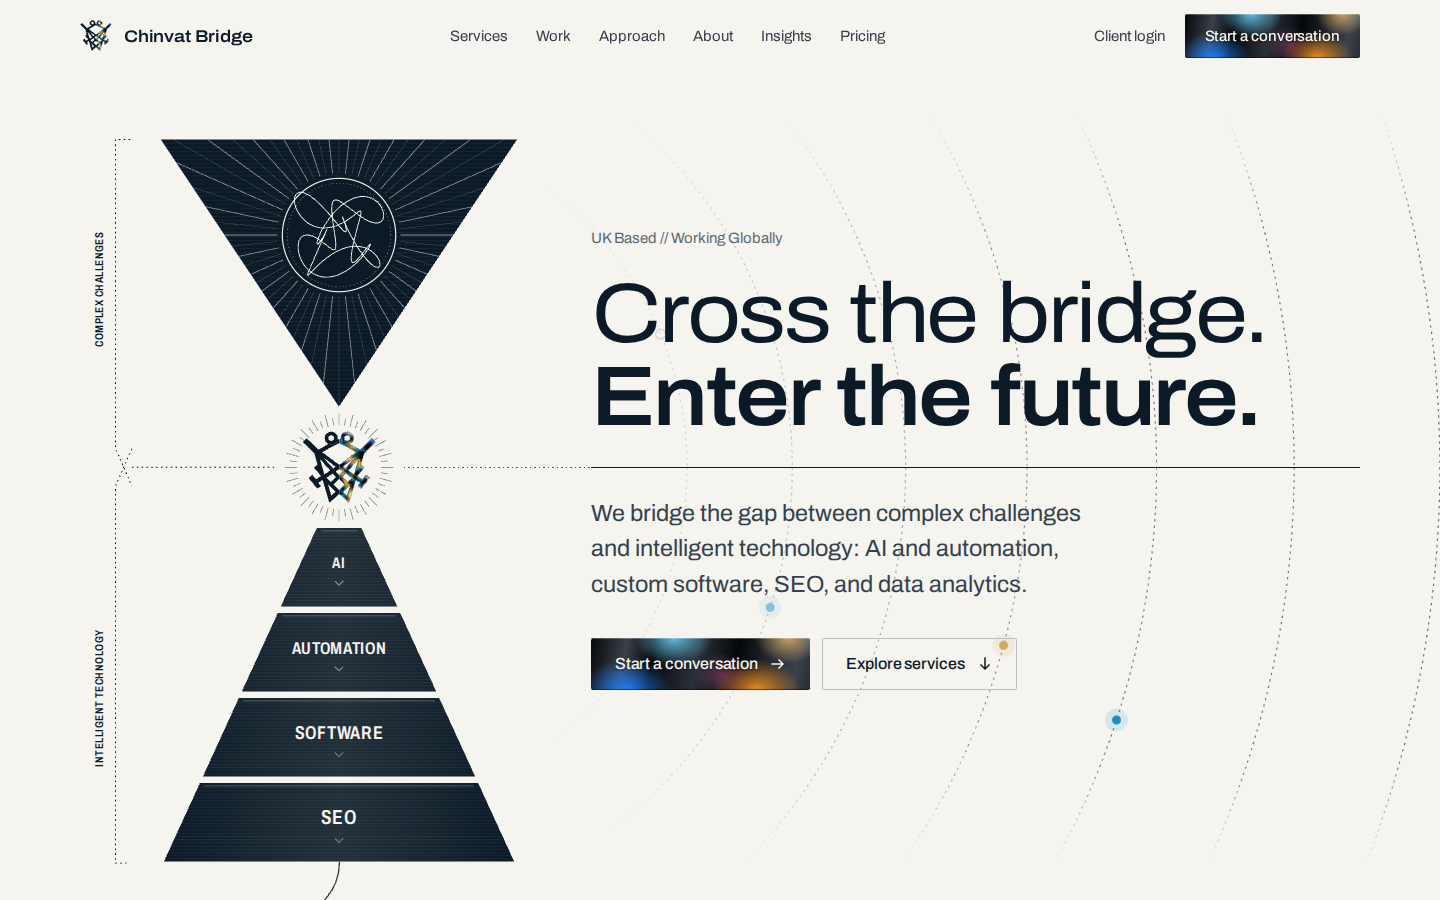 Chinvat Bridge
Services
Work
Approach
About
Insights
Pricing
Client login
Start a conversation
COMPLEX CHALLENGES
INTELLIGENT TECHNOLOGY
AI
AUTOMATION
SOFTWARE
SEO
UK Based // Working Globally
Cross the bridge.
Enter the future.
We bridge the gap between complex challenges
and intelligent technology: AI and automation,
custom software, SEO, and data analytics.
Start a conversation →
Explore services ↓